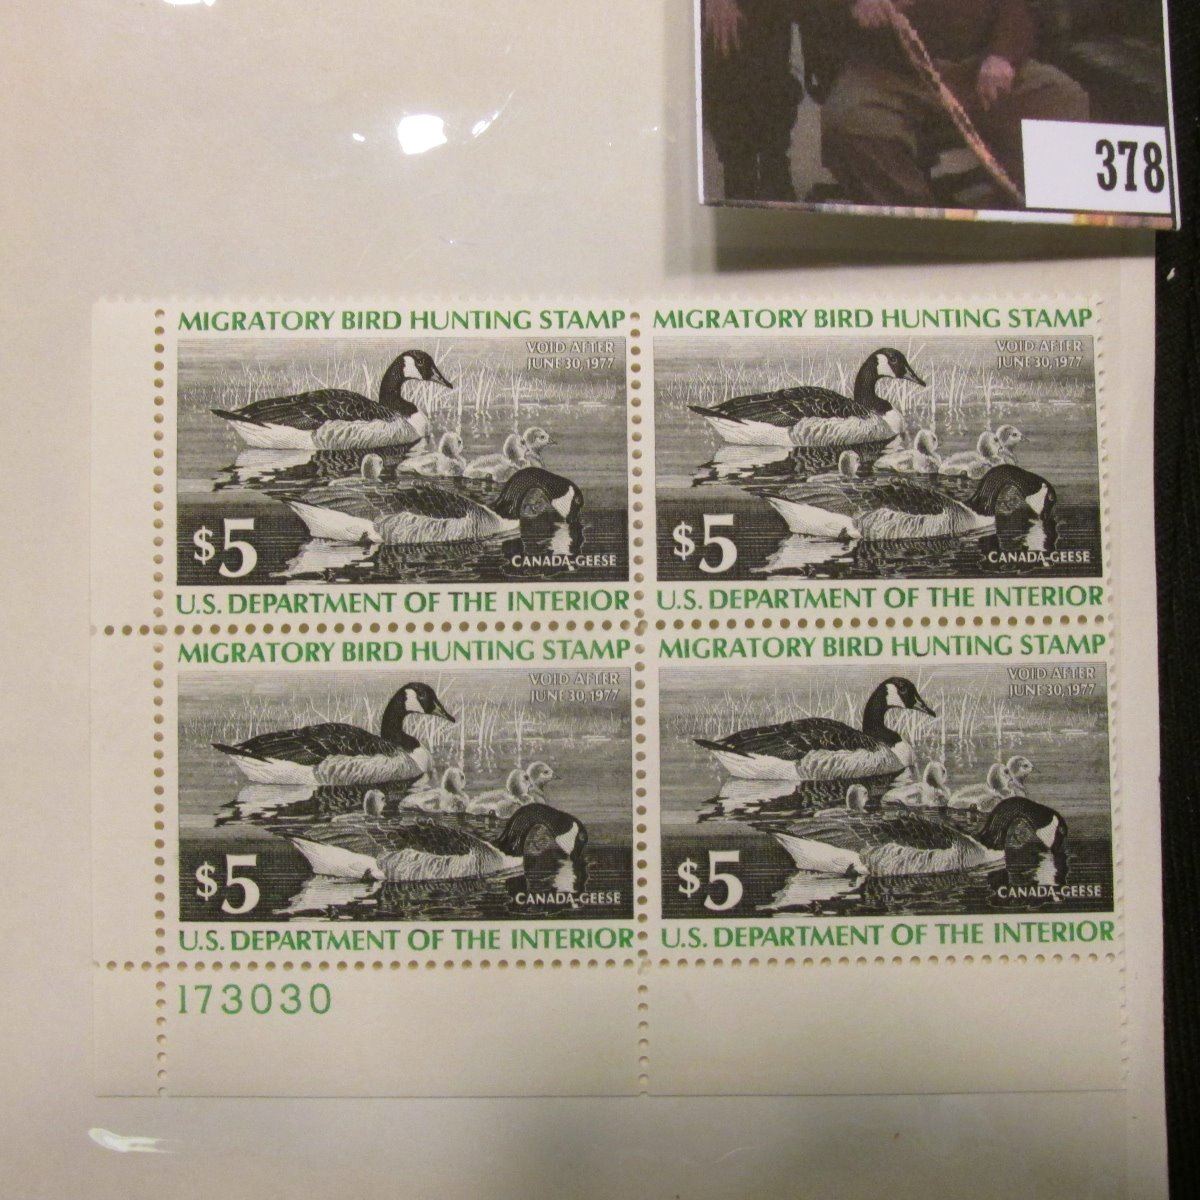 378
MIGRATORY BIRD HUNTING STAMP
VOID AFTER
JUNE 30, 1977
$5
CANADA GEESE
U.S. DEPARTMENT OF THE INTERIOR
MIGRATORY BIRD HUNTING STAMP
VOID AFTER
JUNE 30, 1977
$5
CANADA GEESE
U.S. DEPARTMENT OF THE INTERIOR
MIGRATORY BIRD HUNTING STAMP
VOID AFTER
JUNE 30, 1977
$5
CANADA GEESE
U.S. DEPARTMENT OF THE INTERIOR
MIGRATORY BIRD HUNTING STAMP
VOID AFTER
JUNE 30, 1977
$5
CANADA GEESE
U.S. DEPARTMENT OF THE INTERIOR
173030